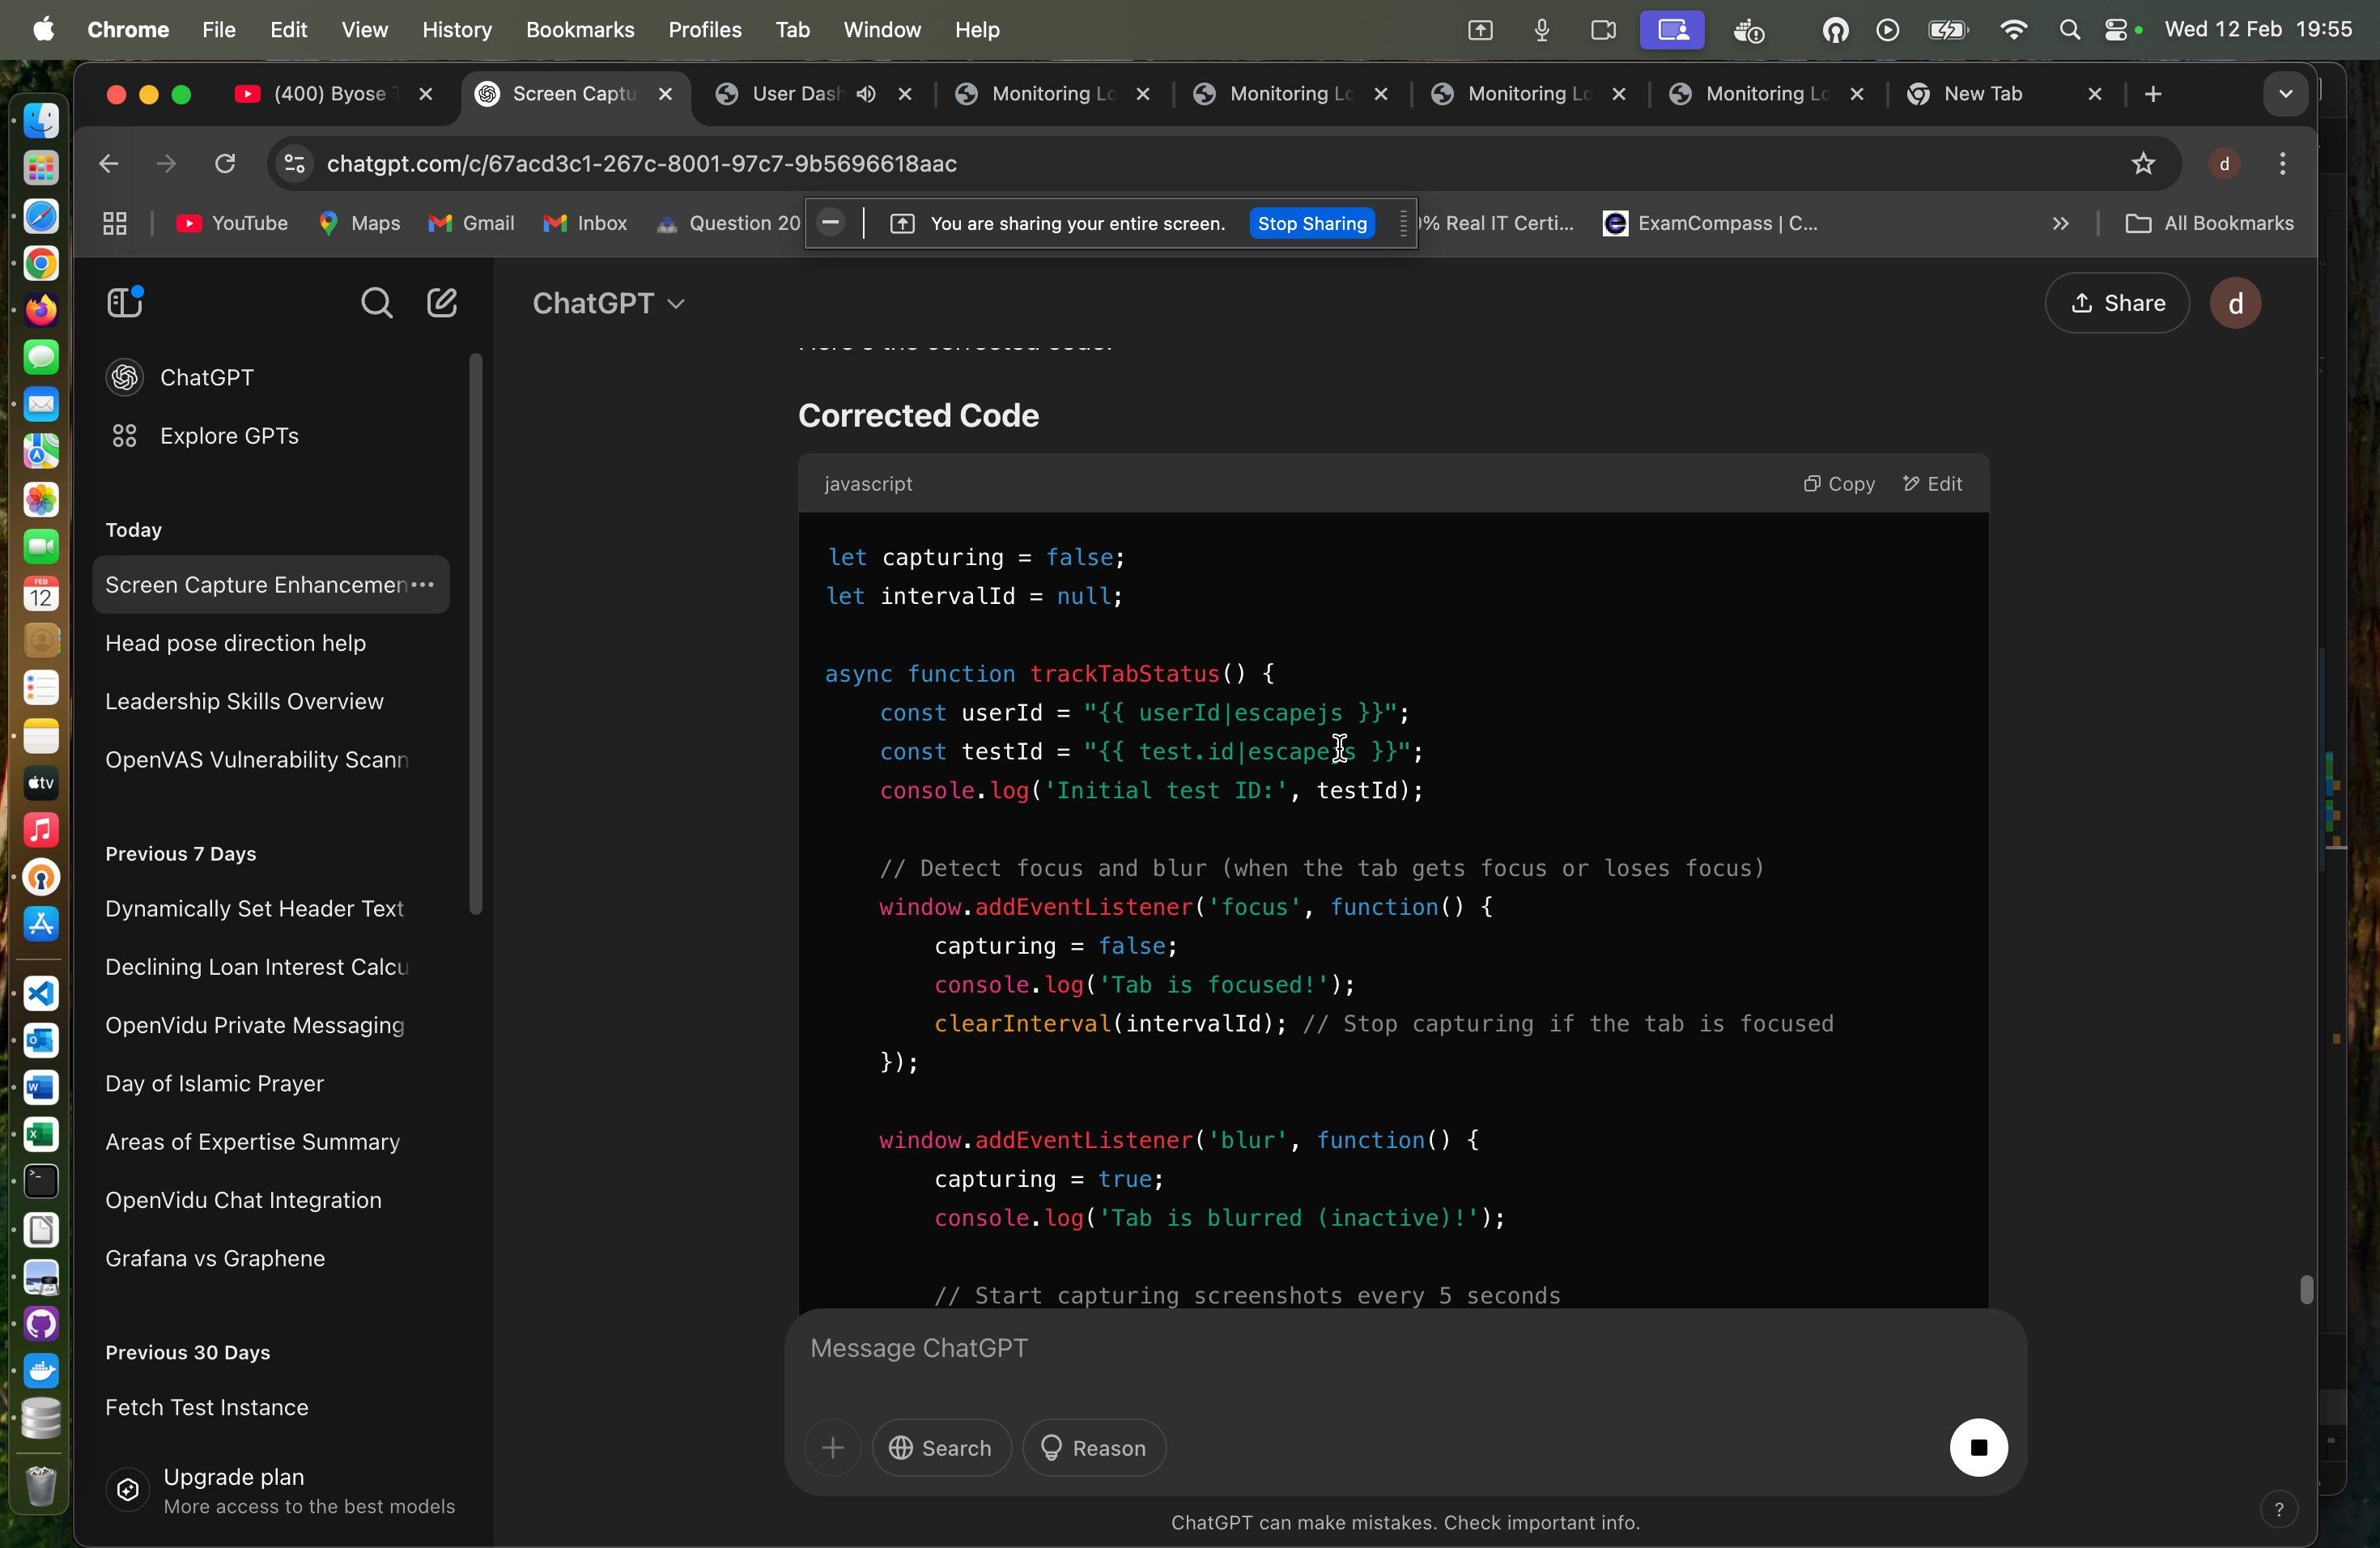 Chrome File Edit View History Bookmarks Profiles Tab Window Help Wed 12 Feb 19:55
(400) Byose Screen Captu User Dash Monitoring Lo Monitoring Lo Monitoring Lo Monitoring Lo New Tab
chatgpt.com/c/67acd3c1-267c-8001-97c7-9b5696618aac d
YouTube Maps Gmail Inbox Question 20 You are sharing your entire screen. Stop Sharing % Real IT Certi... ExamCompass | C... All Bookmarks
ChatGPT Share d
ChatGPT
Explore GPTs
Today
Screen Capture Enhancemen
Head pose direction help
Leadership Skills Overview
OpenVAS Vulnerability Scann
Previous 7 Days
Dynamically Set Header Text
Declining Loan Interest Calcu
OpenVidu Private Messaging
Day of Islamic Prayer
Areas of Expertise Summary
OpenVidu Chat Integration
Grafana vs Graphene
Previous 30 Days
Fetch Test Instance
Upgrade plan
More access to the best models
Corrected Code
javascript Copy Edit
let capturing = false;
let intervalId = null;
async function trackTabStatus() {
const userId = "{{ userId|escapejs }}";
const testId = "{{ test.id|escapejs }}";
console.log('Initial test ID:', testId);
// Detect focus and blur (when the tab gets focus or loses focus)
window.addEventListener('focus', function() {
capturing = false;
console.log('Tab is focused!');
clearInterval(intervalId); // Stop capturing if the tab is focused
});
window.addEventListener('blur', function() {
capturing = true;
console.log('Tab is blurred (inactive)!');
// Start capturing screenshots every 5 seconds
Message ChatGPT
Search Reason
ChatGPT can make mistakes. Check important info.
?
FEB
12
tv